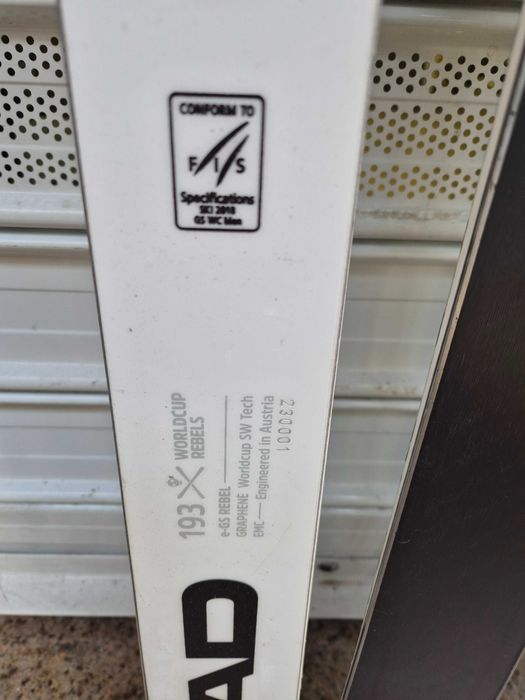 CONFORM TO
FIS
Specifications
SKI 2018
GS WC Men
193
WORLDCUP
REBELS
e-GS REBEL
GRAPHENE Worldcup SW Tech
EMC — Engineered in Austria
230001
AD